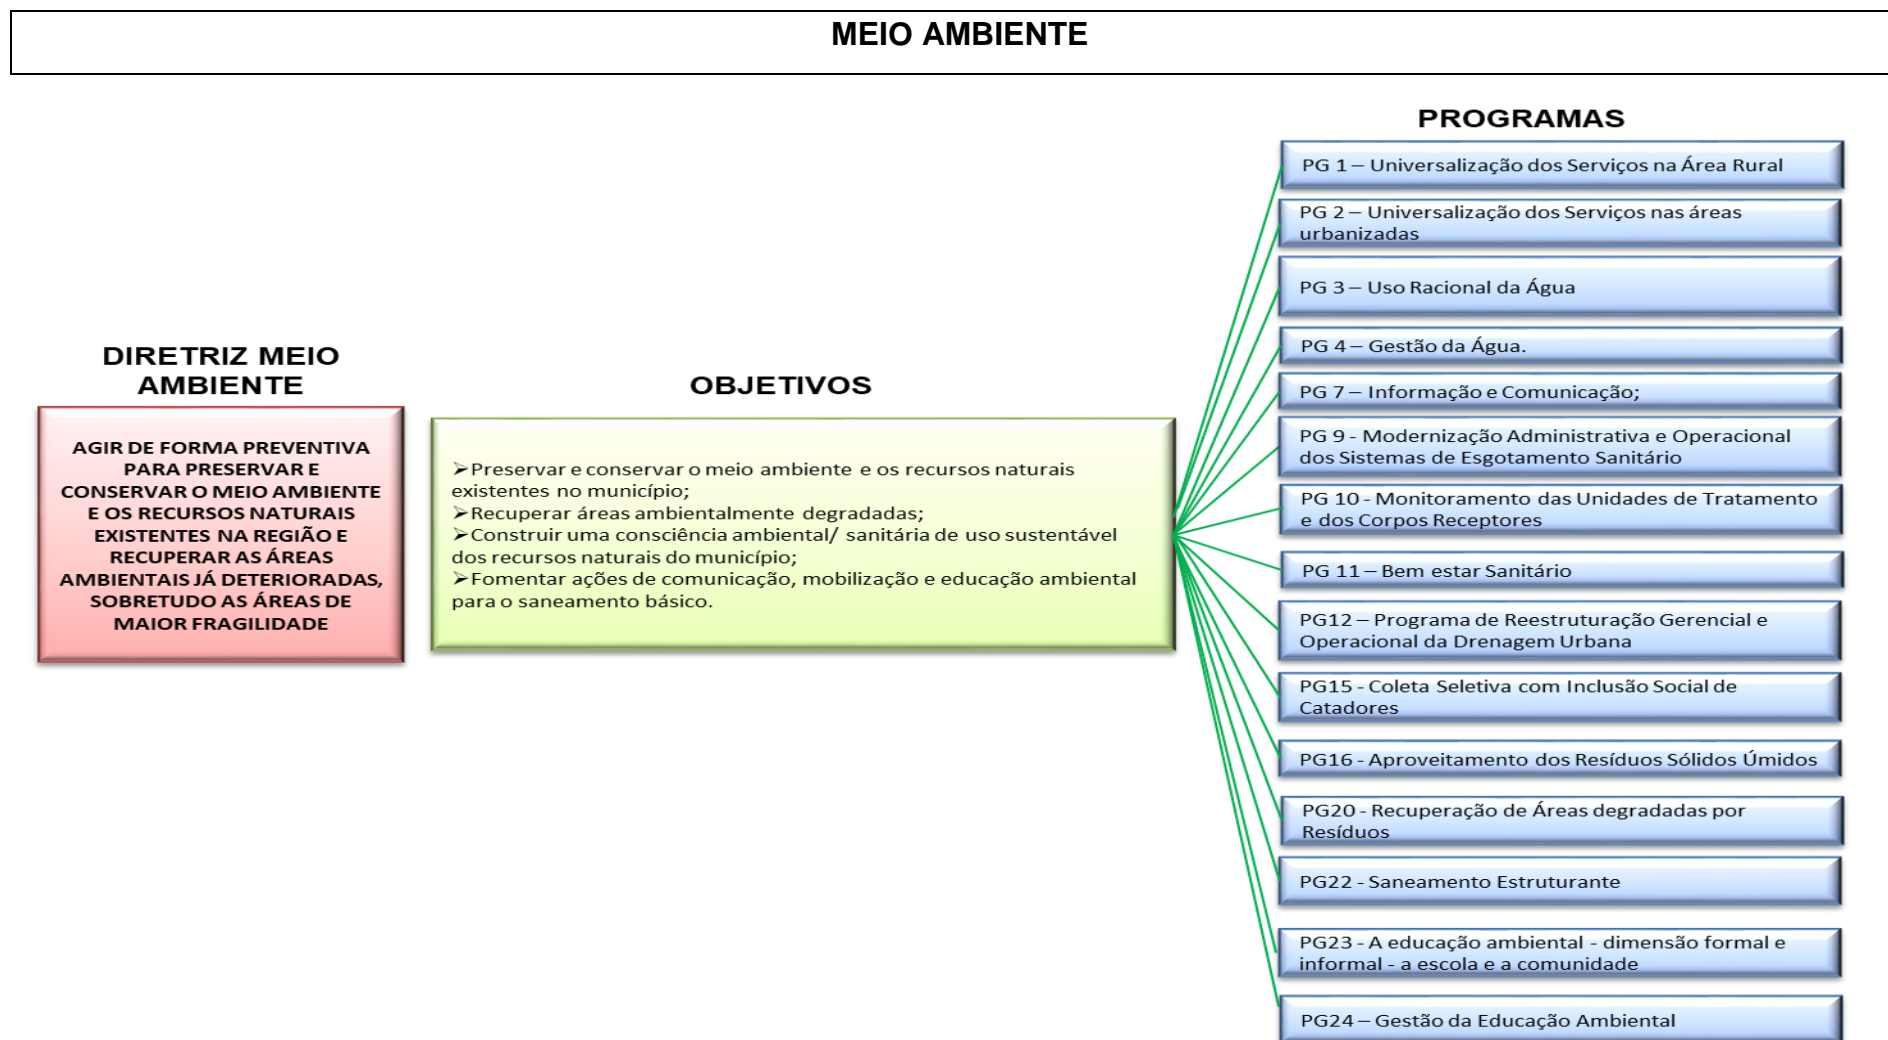 MEIO AMBIENTE
DIRETRIZ MEIO
AMBIENTE
AGIR DE FORMA PREVENTIVA
PARA PRESERVAR E
CONSERVAR O MEIO AMBIENTE
E OS RECURSOS NATURAIS
EXISTENTES NA REGIÃO E
RECUPERAR AS ÁREAS
AMBIENTAIS JÁ DETERIORADAS,
SOBRETUDO AS ÁREAS DE
MAIOR FRAGILIDADE
OBJETIVOS
➢Preservar e conservar o meio ambiente e os recursos naturais
existentes no município;
➢Recuperar áreas ambientalmente degradadas;
➢Construir uma consciência ambiental/ sanitária de uso sustentável
dos recursos naturais do município;
➢Fomentar ações de comunicação, mobilização e educação ambiental
para o saneamento básico.
PROGRAMAS
PG 1 – Universalização dos Serviços na Área Rural
PG 2 – Universalização dos Serviços nas áreas
urbanizadas
PG 3 – Uso Racional da Água
PG 4 – Gestão da Água.
PG 7 – Informação e Comunicação;
PG 9 - Modernização Administrativa e Operacional
dos Sistemas de Esgotamento Sanitário
PG 10 - Monitoramento das Unidades de Tratamento
e dos Corpos Receptores
PG 11 – Bem estar Sanitário
PG12 – Programa de Reestruturação Gerencial e
Operacional da Drenagem Urbana
PG15 - Coleta Seletiva com Inclusão Social de
Catadores
PG16 - Aproveitamento dos Resíduos Sólidos Úmidos
PG20 - Recuperação de Áreas degradadas por
Resíduos
PG22 - Saneamento Estruturante
PG23 - A educação ambiental - dimensão formal e
informal - a escola e a comunidade
PG24 – Gestão da Educação Ambiental